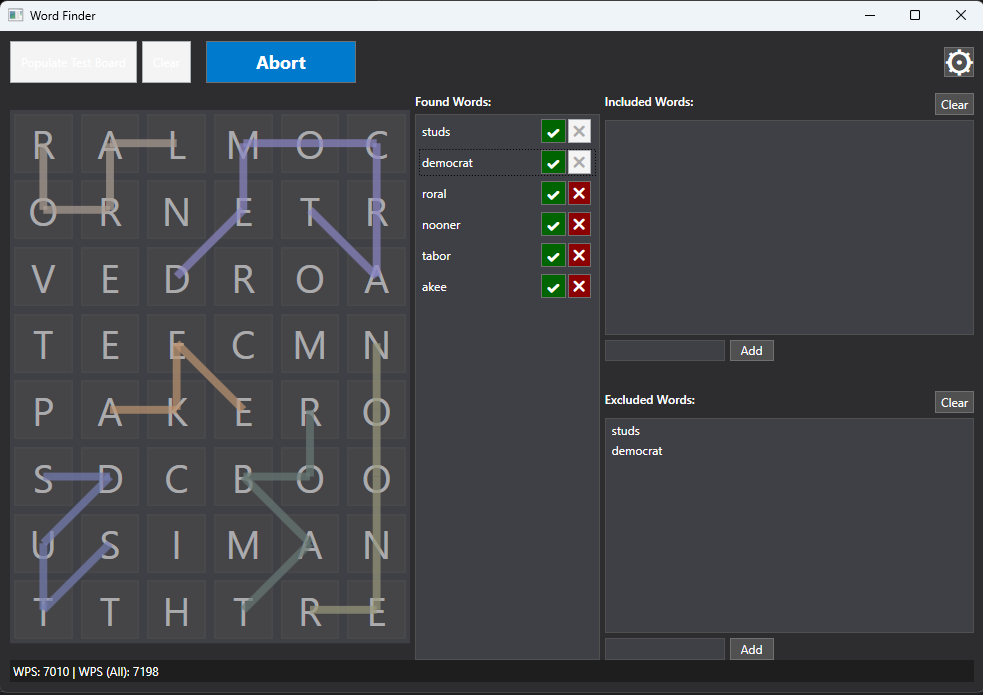 Word Finder
Populate Test Board Clear Abort
Found Words: Included Words: Clear
R A L M O C
O R N E T R
V E D R O A
T E E C M N
P A K E R O
S D C B O O
U S I M A N
T T H T R E
studs
democrat
roral
nooner
tabor
akee
Add
Excluded Words: Clear
studs
democrat
Add
WPS: 7010 | WPS (All): 7198